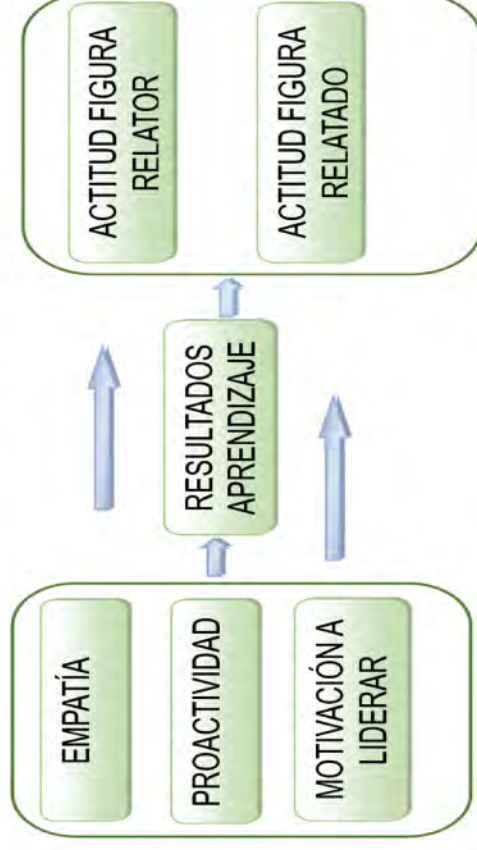 EMPATÍA
PROACTIVIDAD
MOTIVACIÓN A
LIDERAR
RESULTADOS
APRENDIZAJE
ACTITUD FIGURA
RELATOR
ACTITUD FIGURA
RELATADO